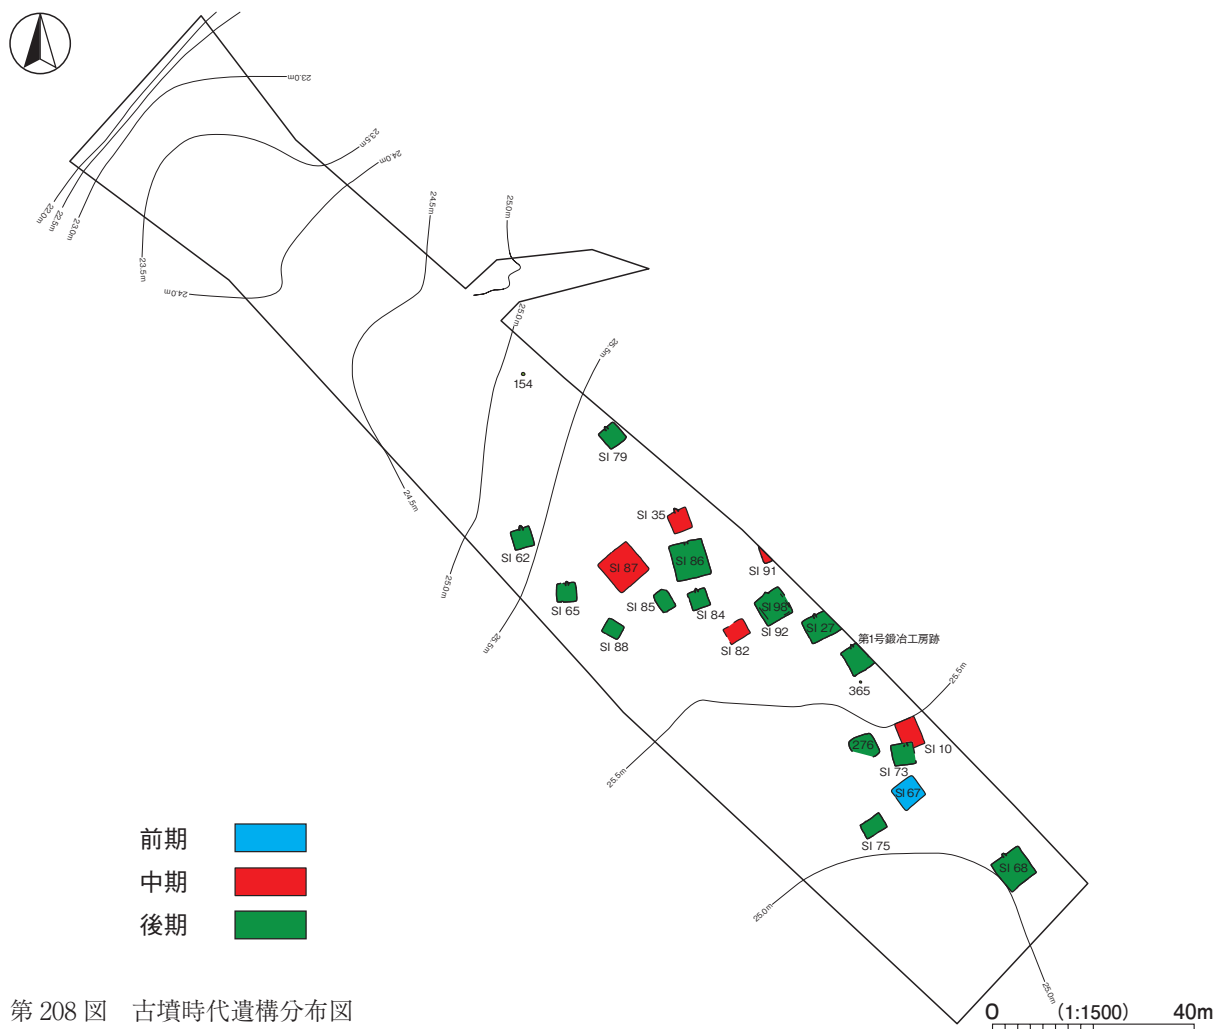 23.0m
23.5m
24.0m
22.0m
22.5m
23.0m
24.5m
25.0m
23.5m
24.0m
25.0m
25.5m
154
SI 79
24.5m
SI 35
SI 62
SI 87
SI 86
SI 91
25.0m
SI 65
SI 85
SI 84
SI 98
SI 92
SI 27
SI 88
SI 82
第1号鍛冶工房跡
25.5m
365
25.5m
276
SI 10
SI 73
25.5m
SI 67
SI 75
SI 68
25.0m
25.0m
前期
中期
後期
第 208 図 古墳時代遺構分布図
0 (1:1500) 40m